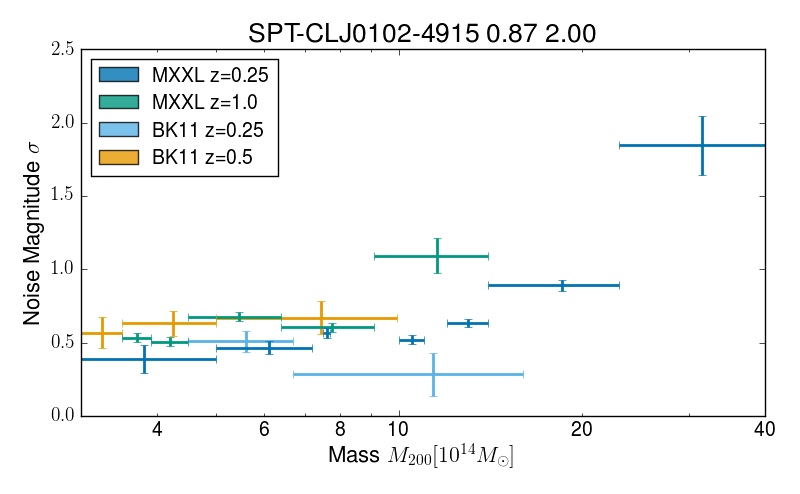 SPT-CLJ0102-4915 0.87 2.00
2.5
2.0
1.5
1.0
0.5
0.0
Noise Magnitude σ
MXXL z=0.25
MXXL z=1.0
BK11 z=0.25
BK11 z=0.5
4 6 8 10 20 40
Mass M₂₀₀[10¹⁴M☉]